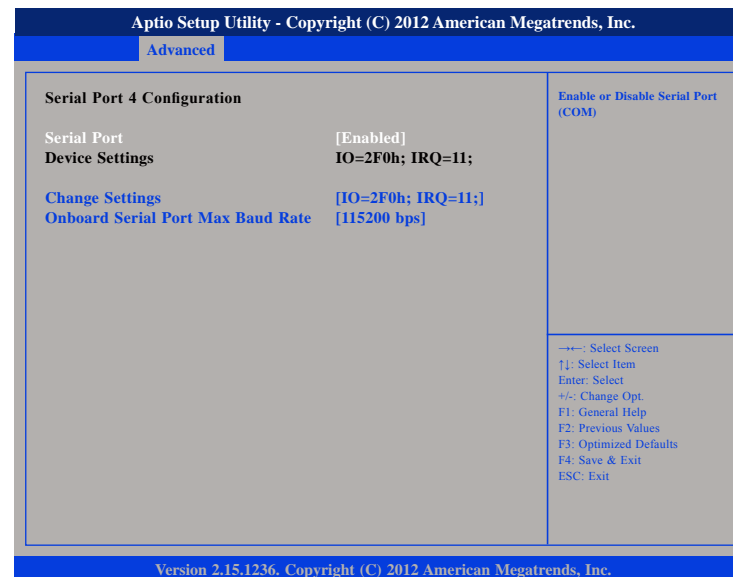 Aptio Setup Utility - Copyright (C) 2012 American Megatrends, Inc.
Advanced
Serial Port 4 Configuration
Serial Port [Enabled]
Device Settings IO=2F0h; IRQ=11;
Change Settings [IO=2F0h; IRQ=11;]
Onboard Serial Port Max Baud Rate [115200 bps]
Enable or Disable Serial Port
(COM)
→←: Select Screen
↑↓: Select Item
Enter: Select
+/-: Change Opt.
F1: General Help
F2: Previous Values
F3: Optimized Defaults
F4: Save & Exit
ESC: Exit
Version 2.15.1236. Copyright (C) 2012 American Megatrends, Inc.